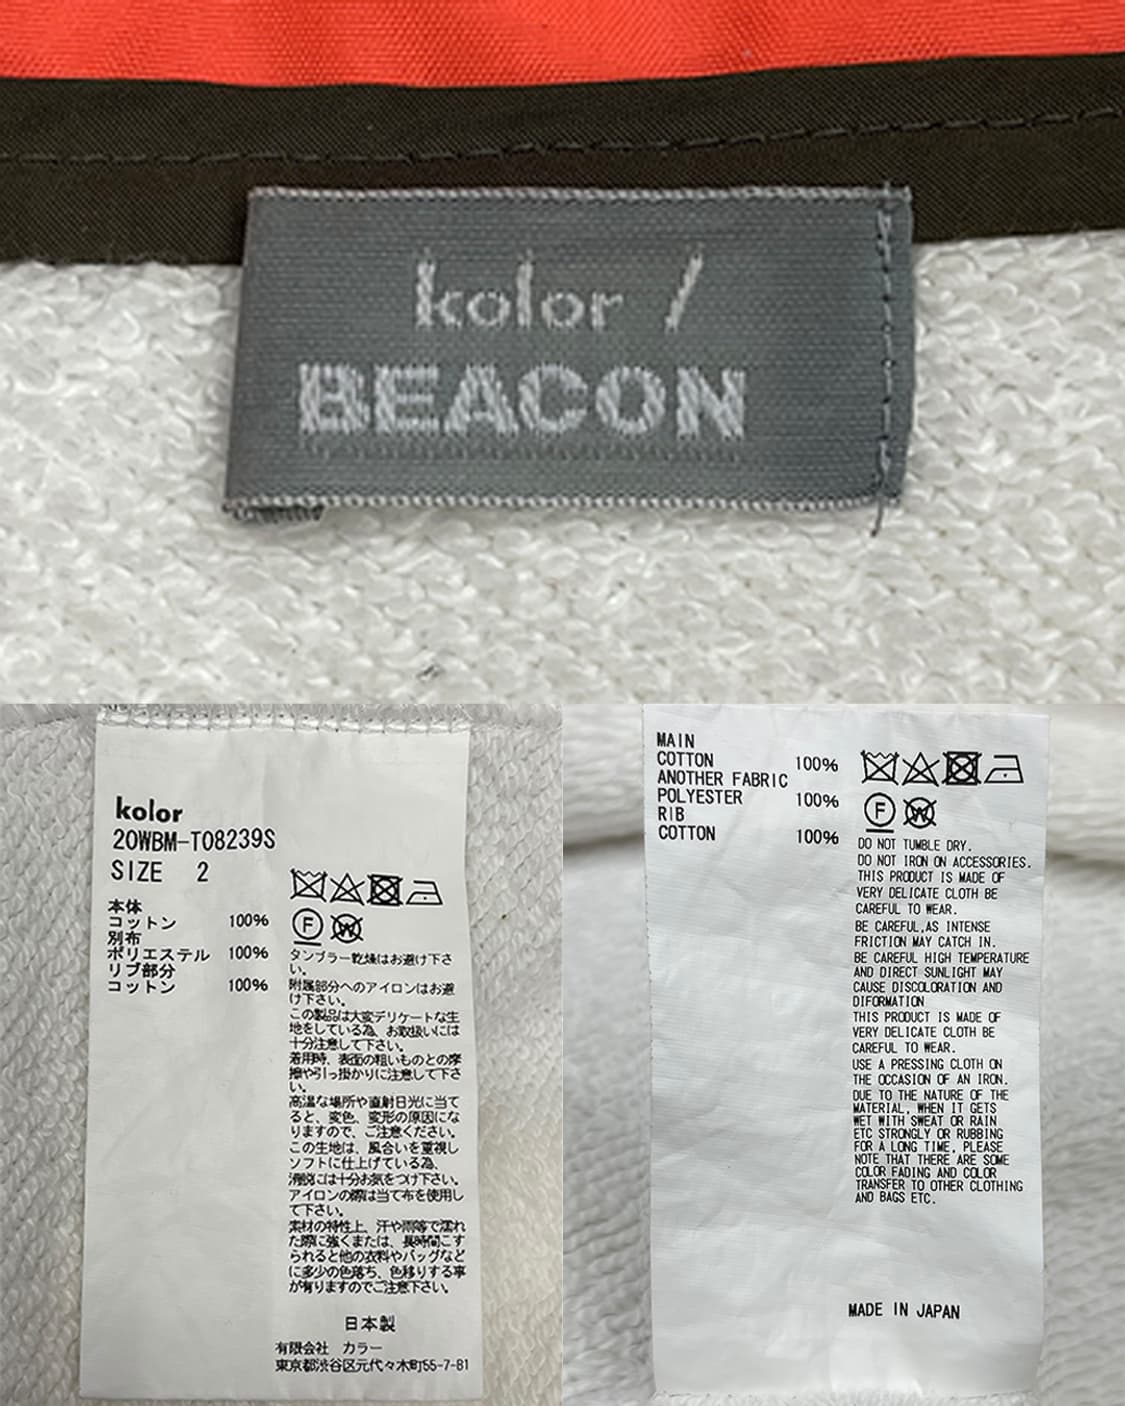 kolor /
BEACON
kolor
20WBM-T08239S
SIZE 2
本体
コットン 100%
別布
ポリエステル 100%
リブ部分
コットン 100%
F W
タンブラー乾燥はお避け下さ
い。
附属部分へのアイロンはお避
け下さい。
この製品は大変デリケートな生
地をしている為、お取扱いには
十分注意して下さい。
着用時、表面の粗いものとの摩
擦や引っ掛かりに注意して下さ
い。
高温な場所や直射日光に当て
ると、変色、変形の原因にな
りますので、ご注意ください。
この生地は、風合いを重視し
ソフトに仕上げている為、
滑脱には十分お気をつけ下さい。
アイロンの際は当て布を使用し
て下さい。
素材の特性上、汗や雨等で濡れ
た際に強くまたは、長時間こす
られると他の衣料やバッグなど
に多少の色落ち、色移りする事
が有りますのでご注意下さい。
日本製
有限会社 カラー
東京都渋谷区元代々木町55-7-B1
MAIN
COTTON 100%
ANOTHER FABRIC
POLYESTER 100%
RIB
COTTON 100%
F W
DO NOT TUMBLE DRY.
DO NOT IRON ON ACCESSORIES.
THIS PRODUCT IS MADE OF
VERY DELICATE CLOTH BE
CAREFUL TO WEAR.
BE CAREFUL,AS INTENSE
FRICTION MAY CATCH IN.
BE CAREFUL HIGH TEMPERATURE
AND DIRECT SUNLIGHT MAY
CAUSE DISCOLORATION AND
DIFORMATION
THIS PRODUCT IS MADE OF
VERY DELICATE CLOTH BE
CAREFUL TO WEAR.
USE A PRESSING CLOTH ON
THE OCCASION OF AN IRON.
DUE TO THE NATURE OF THE
MATERIAL, WHEN IT GETS
WET WITH SWEAT OR RAIN
ETC STRONGLY OR RUBBING
FOR A LONG TIME, PLEASE
NOTE THAT THERE ARE SOME
COLOR FADING AND COLOR
TRANSFER TO OTHER CLOTHING
AND BAGS ETC.
MADE IN JAPAN